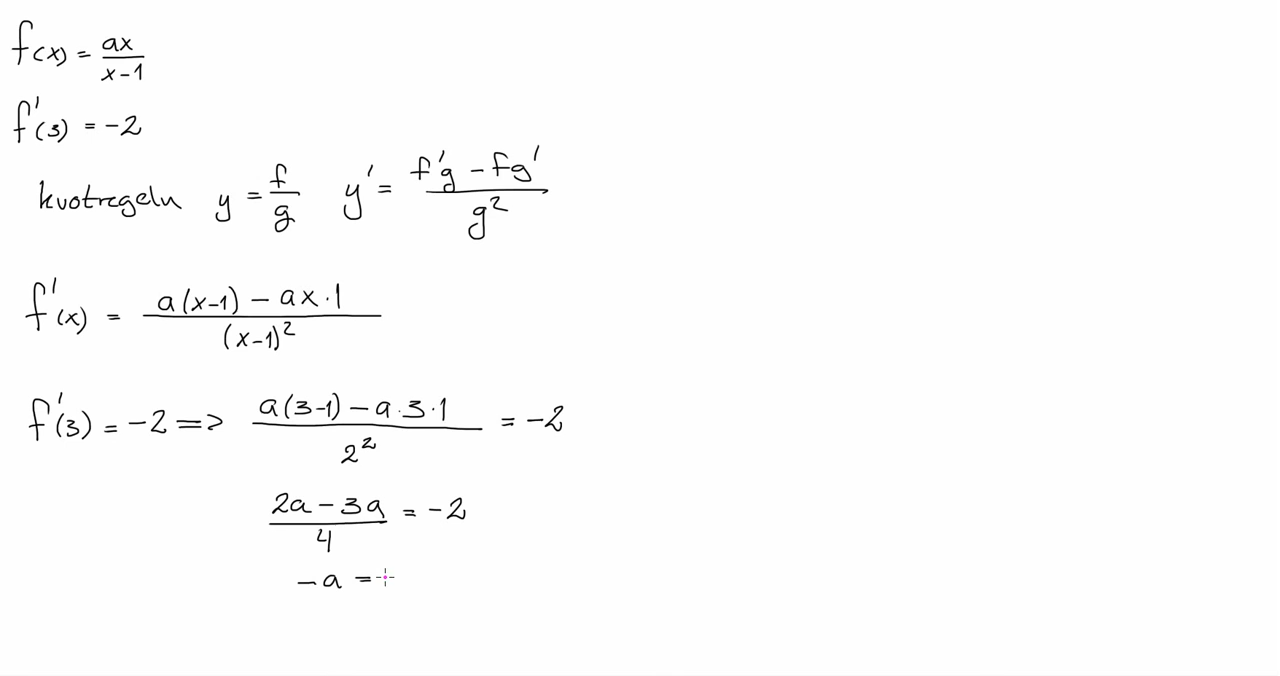 f(x) = ax/(x-1)
f'(3) = -2
kvotregeln y = f/g y' = (f'g - fg')/g²
f'(x) = (a(x-1) - ax·1)/(x-1)²
f'(3) = -2 => (a(3-1) - a·3·1)/2² = -2
(2a - 3a)/4 = -2
-a =